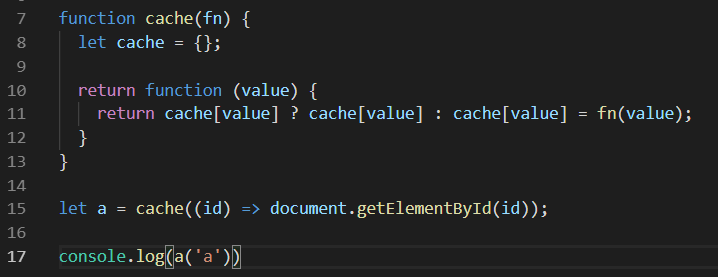 7 function cache(fn) {
8 let cache = {};
9
10 return function (value) {
11 return cache[value] ? cache[value] : cache[value] = fn(value);
12 }
13 }
14
15 let a = cache((id) => document.getElementById(id));
16
17 console.log(a('a'))